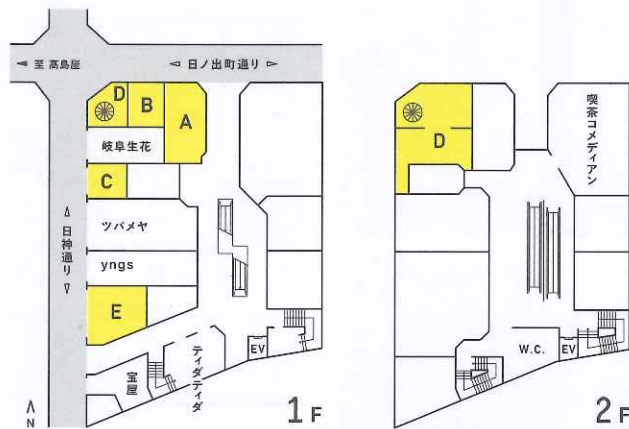 ◀ 至 高島屋
◁ 日ノ出町通り ▷
D
B
A
岐阜生花
C
ツバメヤ
yngs
E
◁ 日神通り ▷
宝屋
ティダティダ
EV
N
1F
D
喫茶コメディアン
W.C.
EV
2F